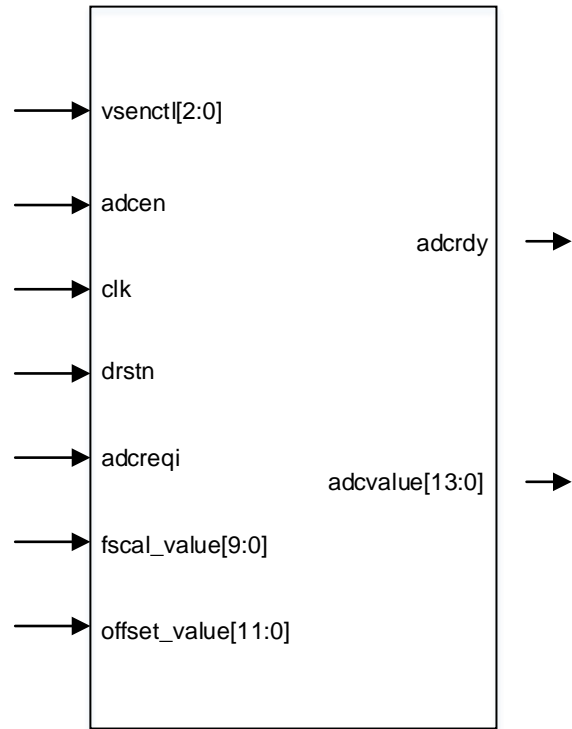 vsenctl[2:0]
adcen
adcrdy
clk
drstn
adcreqi
adcvalue[13:0]
fscal_value[9:0]
offset_value[11:0]